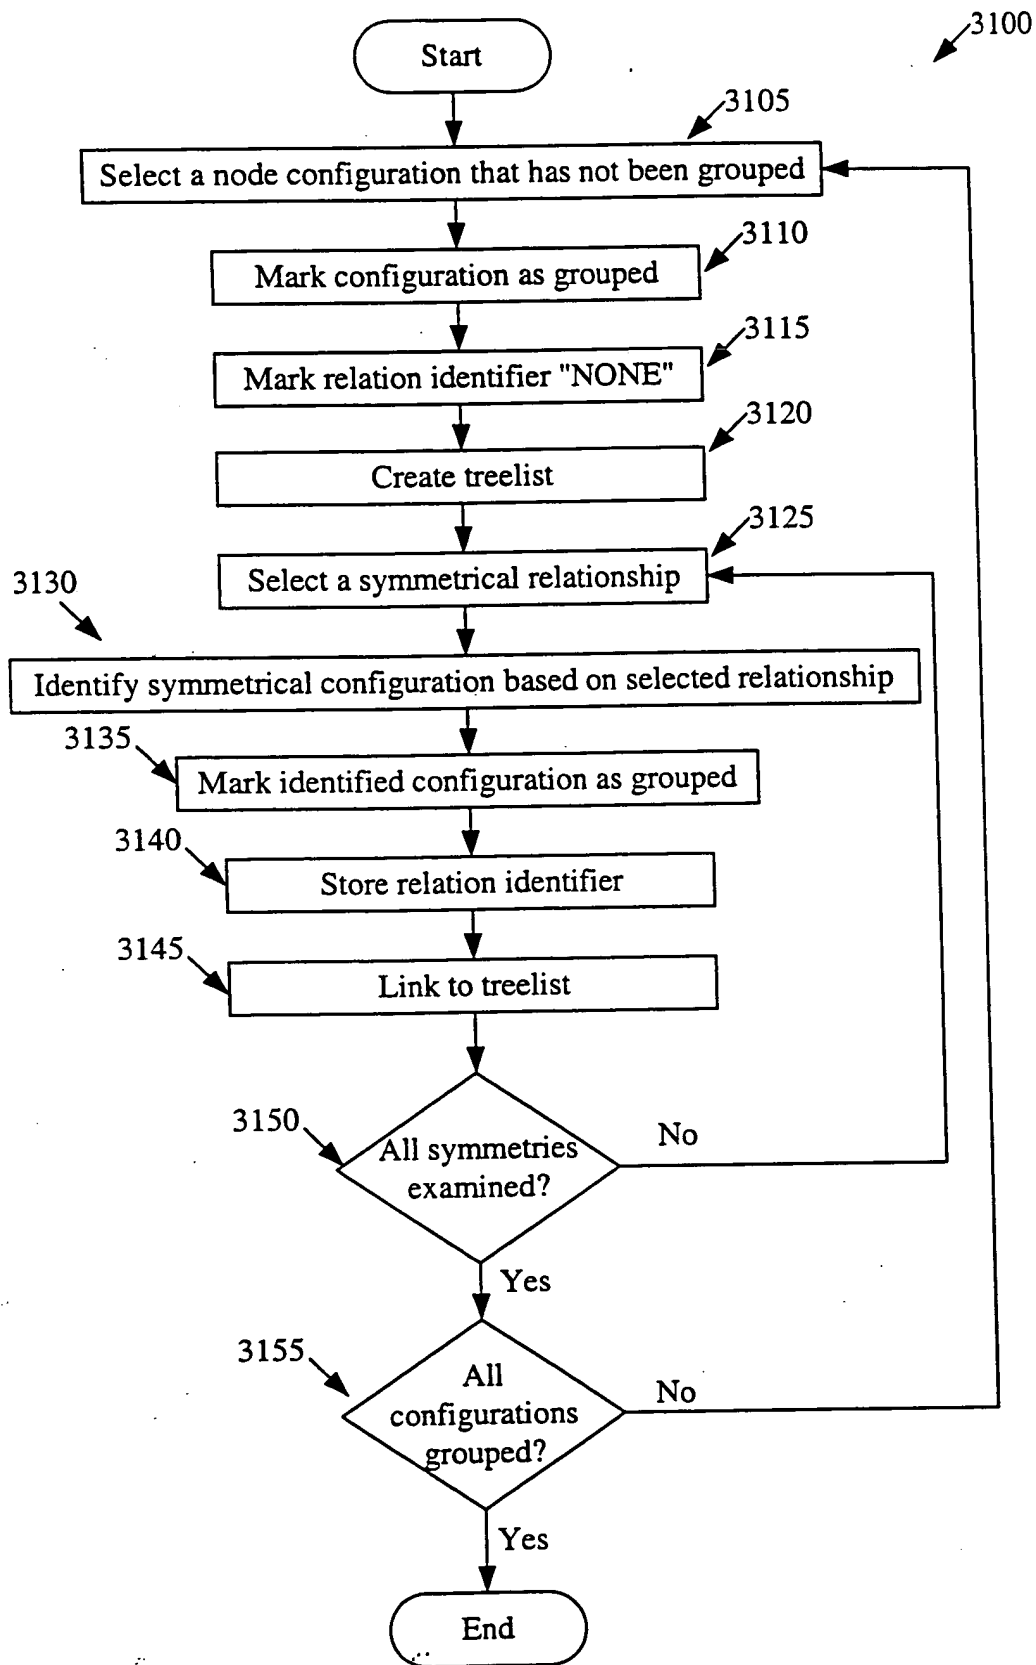 3100
Start
3105
Select a node configuration that has not been grouped
3110
Mark configuration as grouped
3115
Mark relation identifier "NONE"
3120
Create treelist
3125
Select a symmetrical relationship
3130
Identify symmetrical configuration based on selected relationship
3135
Mark identified configuration as grouped
3140
Store relation identifier
3145
Link to treelist
3150
All symmetries
examined?
No
Yes
3155
All
configurations
grouped?
No
Yes
End